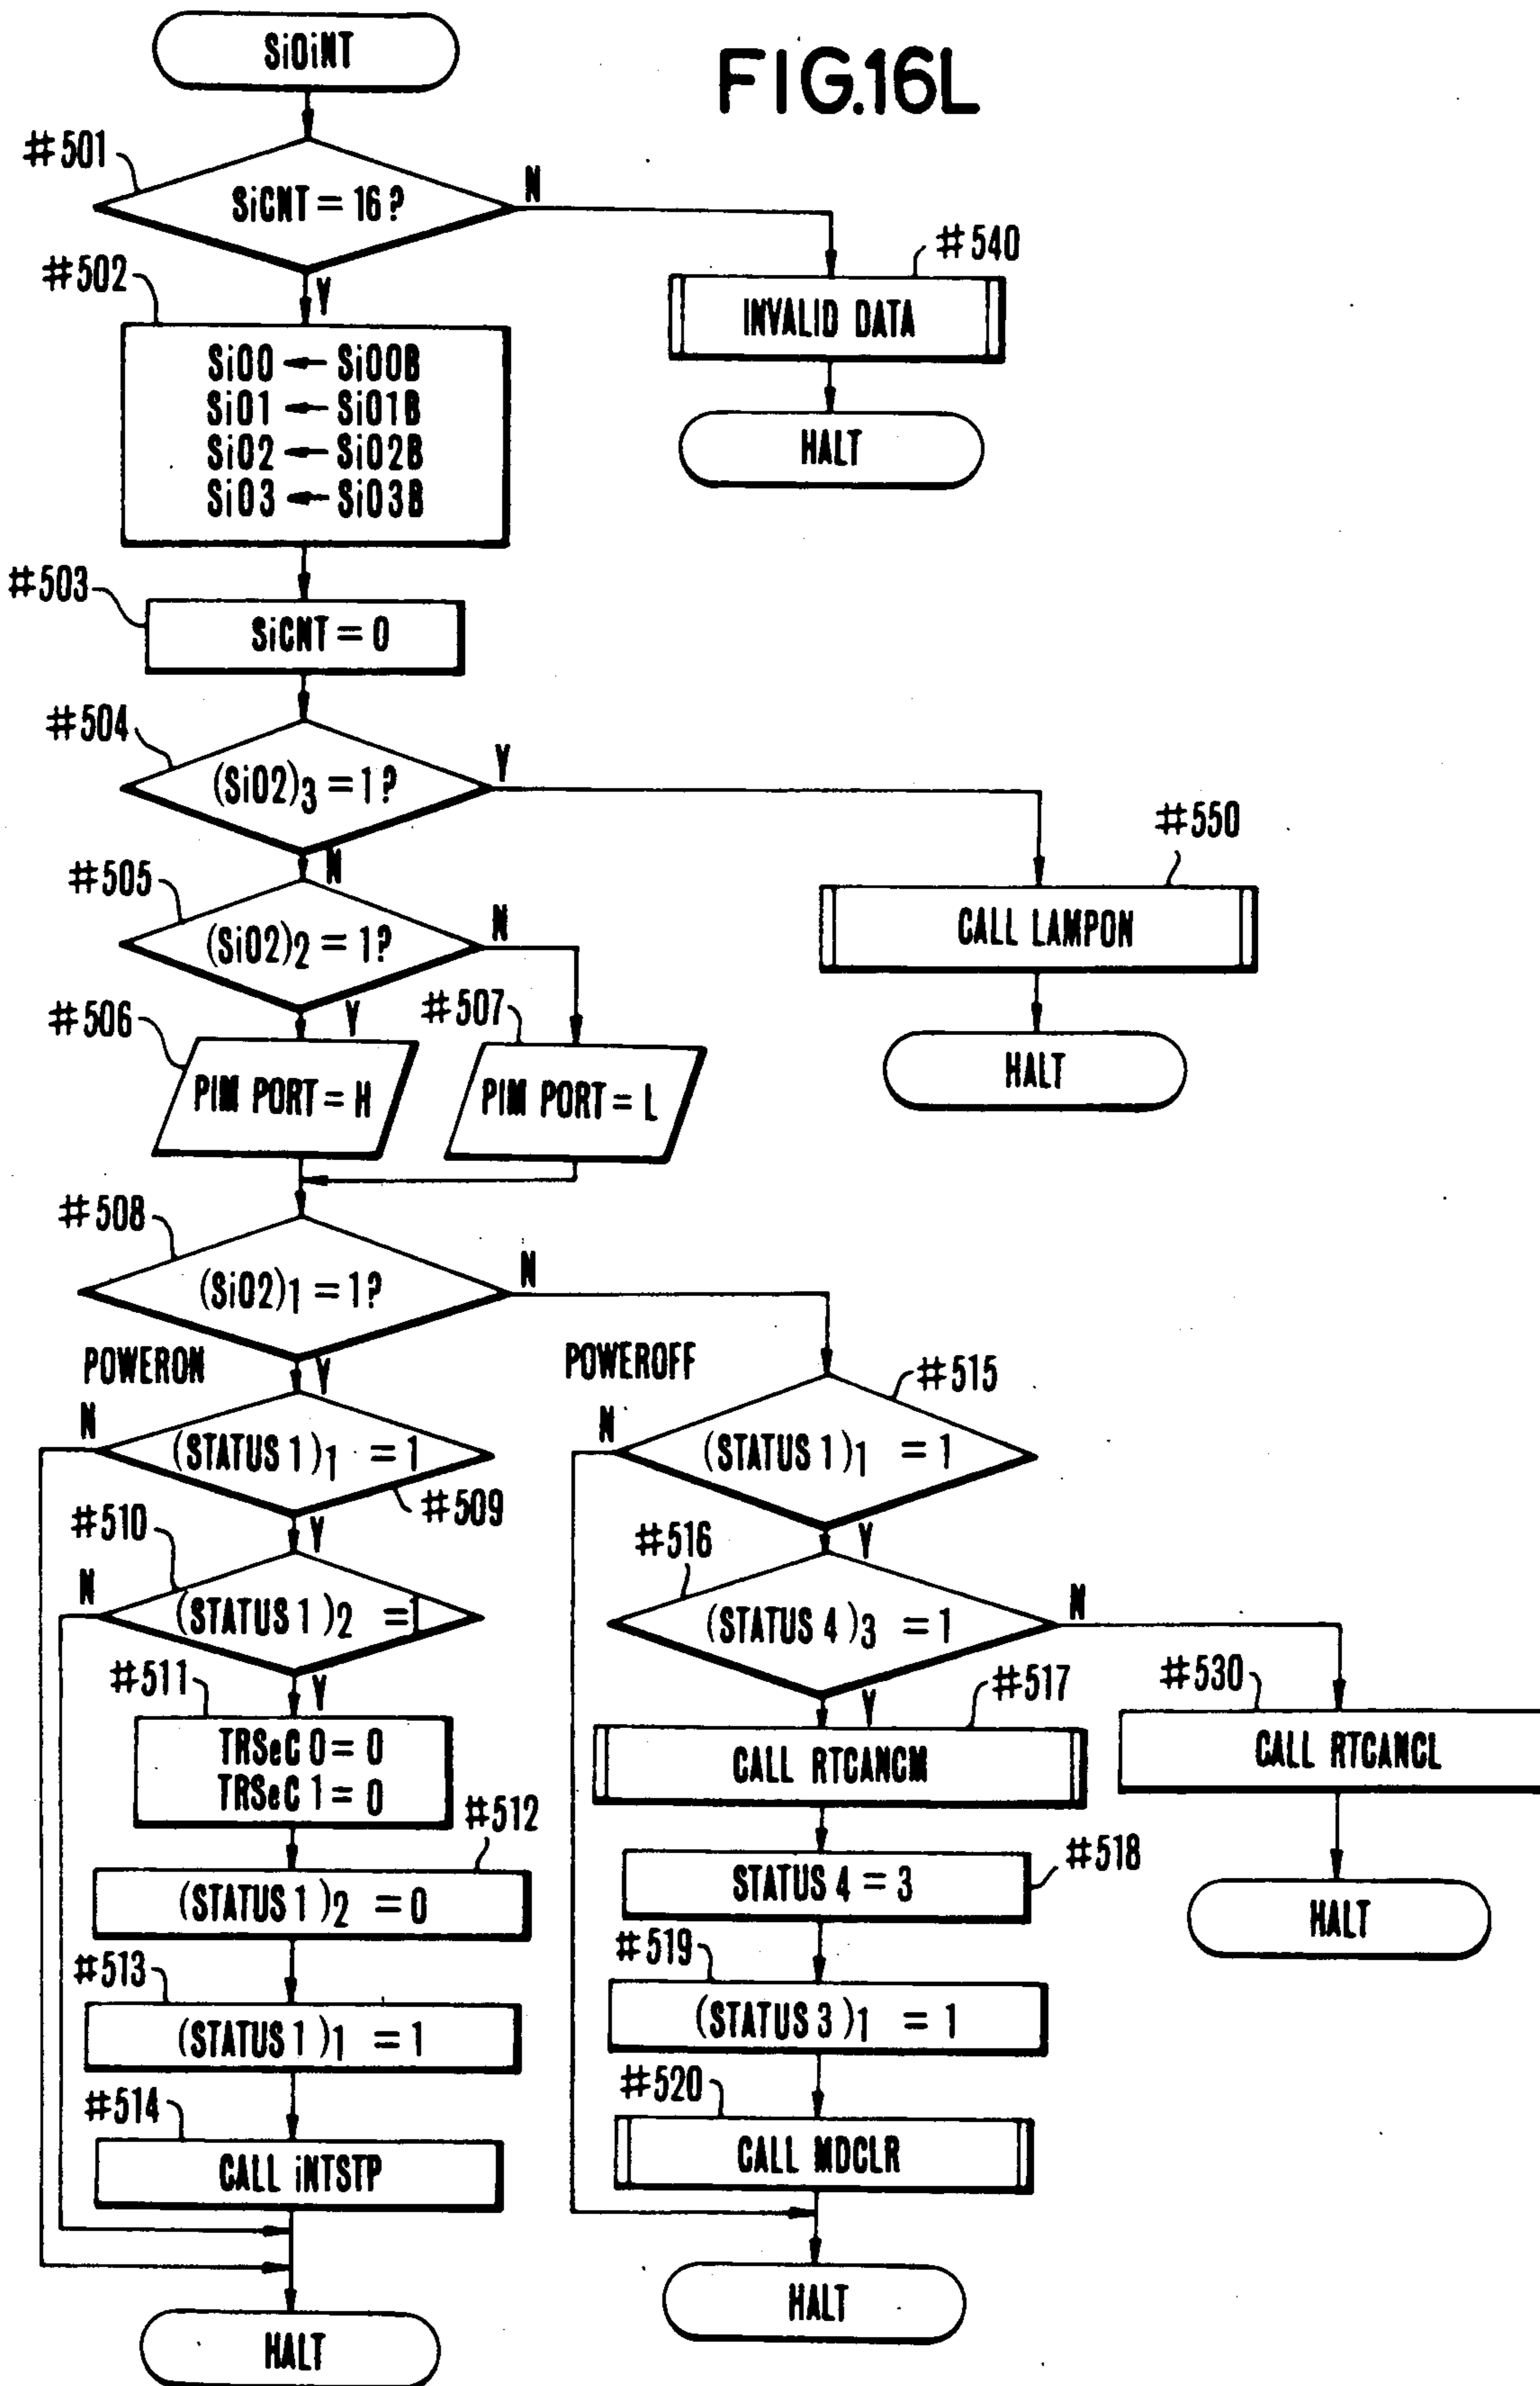 SiOiNT
FIG.16L
#501
SiCNT = 16?
N
Y
#540
INVALID DATA
HALT
#502
SiO0 ← SiO0B
SiO1 ← SiO1B
SiO2 ← SiO2B
SiO3 ← SiO3B
#503
SiCNT = 0
#504
(SiO2)3 = 1?
Y
N
#550
CALL LAMPON
HALT
#505
(SiO2)2 = 1?
N
Y
#506
PIM PORT = H
#507
PIM PORT = L
#508
(SiO2)1 = 1?
N
Y
POWERON
POWEROFF
N
(STATUS 1)1 = 1
#509
Y
#510
N
(STATUS 1)2 = 1
Y
#511
TRSeC 0 = 0
TRSeC 1 = 0
#512
(STATUS 1)2 = 0
#513
(STATUS 1)1 = 1
#514
CALL iNTSTP
HALT
#515
N
(STATUS 1)1 = 1
Y
#516
(STATUS 4)3 = 1
N
Y
#517
CALL RTCANCM
#530
CALL RTCANCL
HALT
#518
STATUS 4 = 3
#519
(STATUS 3)1 = 1
#520
CALL MDCLR
HALT